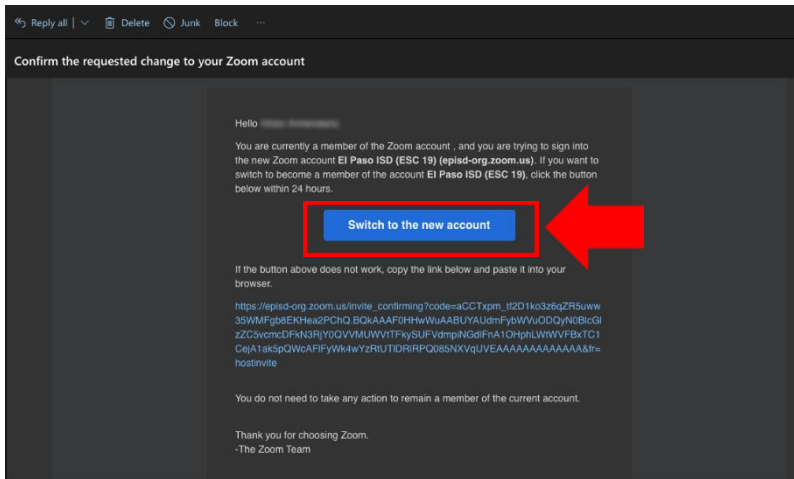 Reply all
Delete
Junk
Block
Confirm the requested change to your Zoom account
Hello
You are currently a member of the Zoom account , and you are trying to sign into
the new Zoom account El Paso ISD (ESC 19) (episd-org.zoom.us). If you want to
switch to become a member of the account El Paso ISD (ESC 19), click the button
below within 24 hours.
Switch to the new account
If the button above does not work, copy the link below and paste it into your
browser.
https://episd-org.zoom.us/invite_confirming?code=
hostinvite
You do not need to take any action to remain a member of the current account.
Thank you for choosing Zoom.
-The Zoom Team